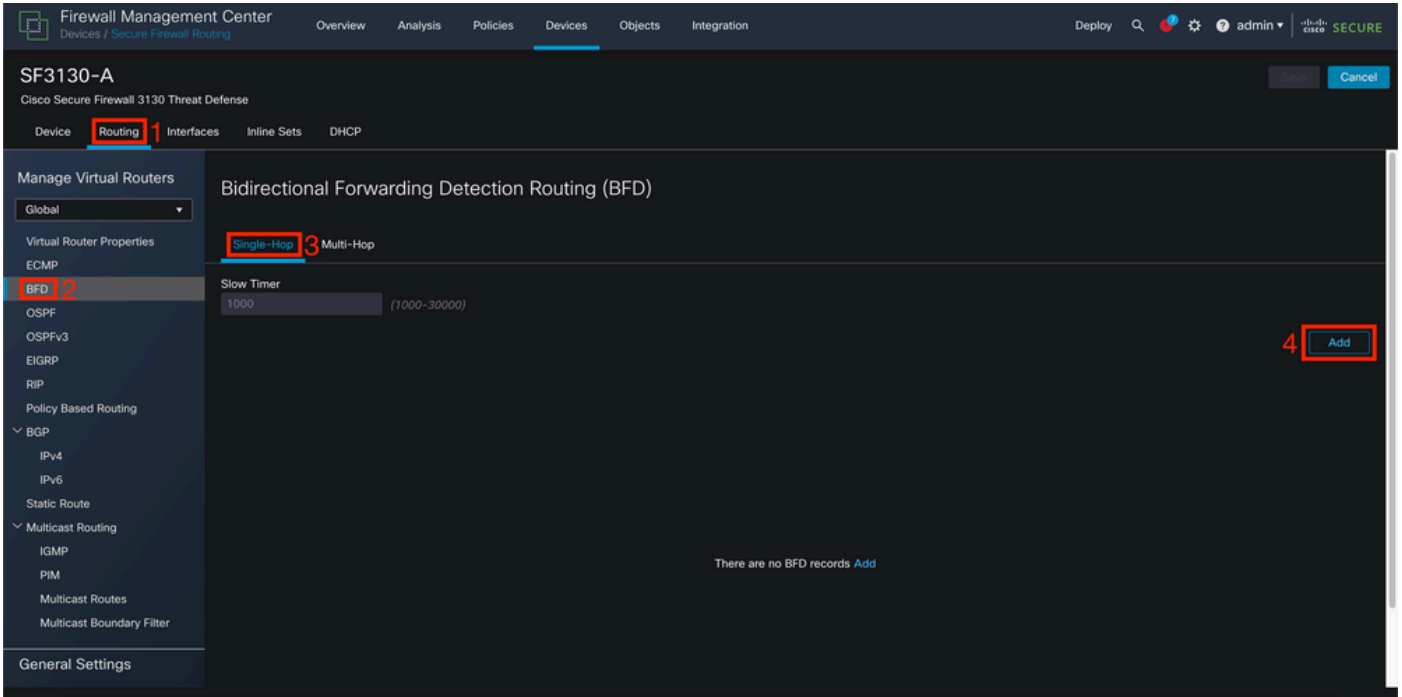 Firewall Management Center
Devices / Secure Firewall Routing
Overview Analysis Policies Devices Objects Integration
Deploy 7 ? admin ▾ cisco SECURE
SF3130-A
Save Cancel
Cisco Secure Firewall 3130 Threat Defense
Device Routing 1 Interfaces Inline Sets DHCP
Manage Virtual Routers
Global
Virtual Router Properties
ECMP
BFD 2
OSPF
OSPFv3
EIGRP
RIP
Policy Based Routing
BGP
IPv4
IPv6
Static Route
Multicast Routing
IGMP
PIM
Multicast Routes
Multicast Boundary Filter
General Settings
Bidirectional Forwarding Detection Routing (BFD)
Single-Hop 3 Multi-Hop
Slow Timer
1000 (1000-30000)
4 Add
There are no BFD records Add